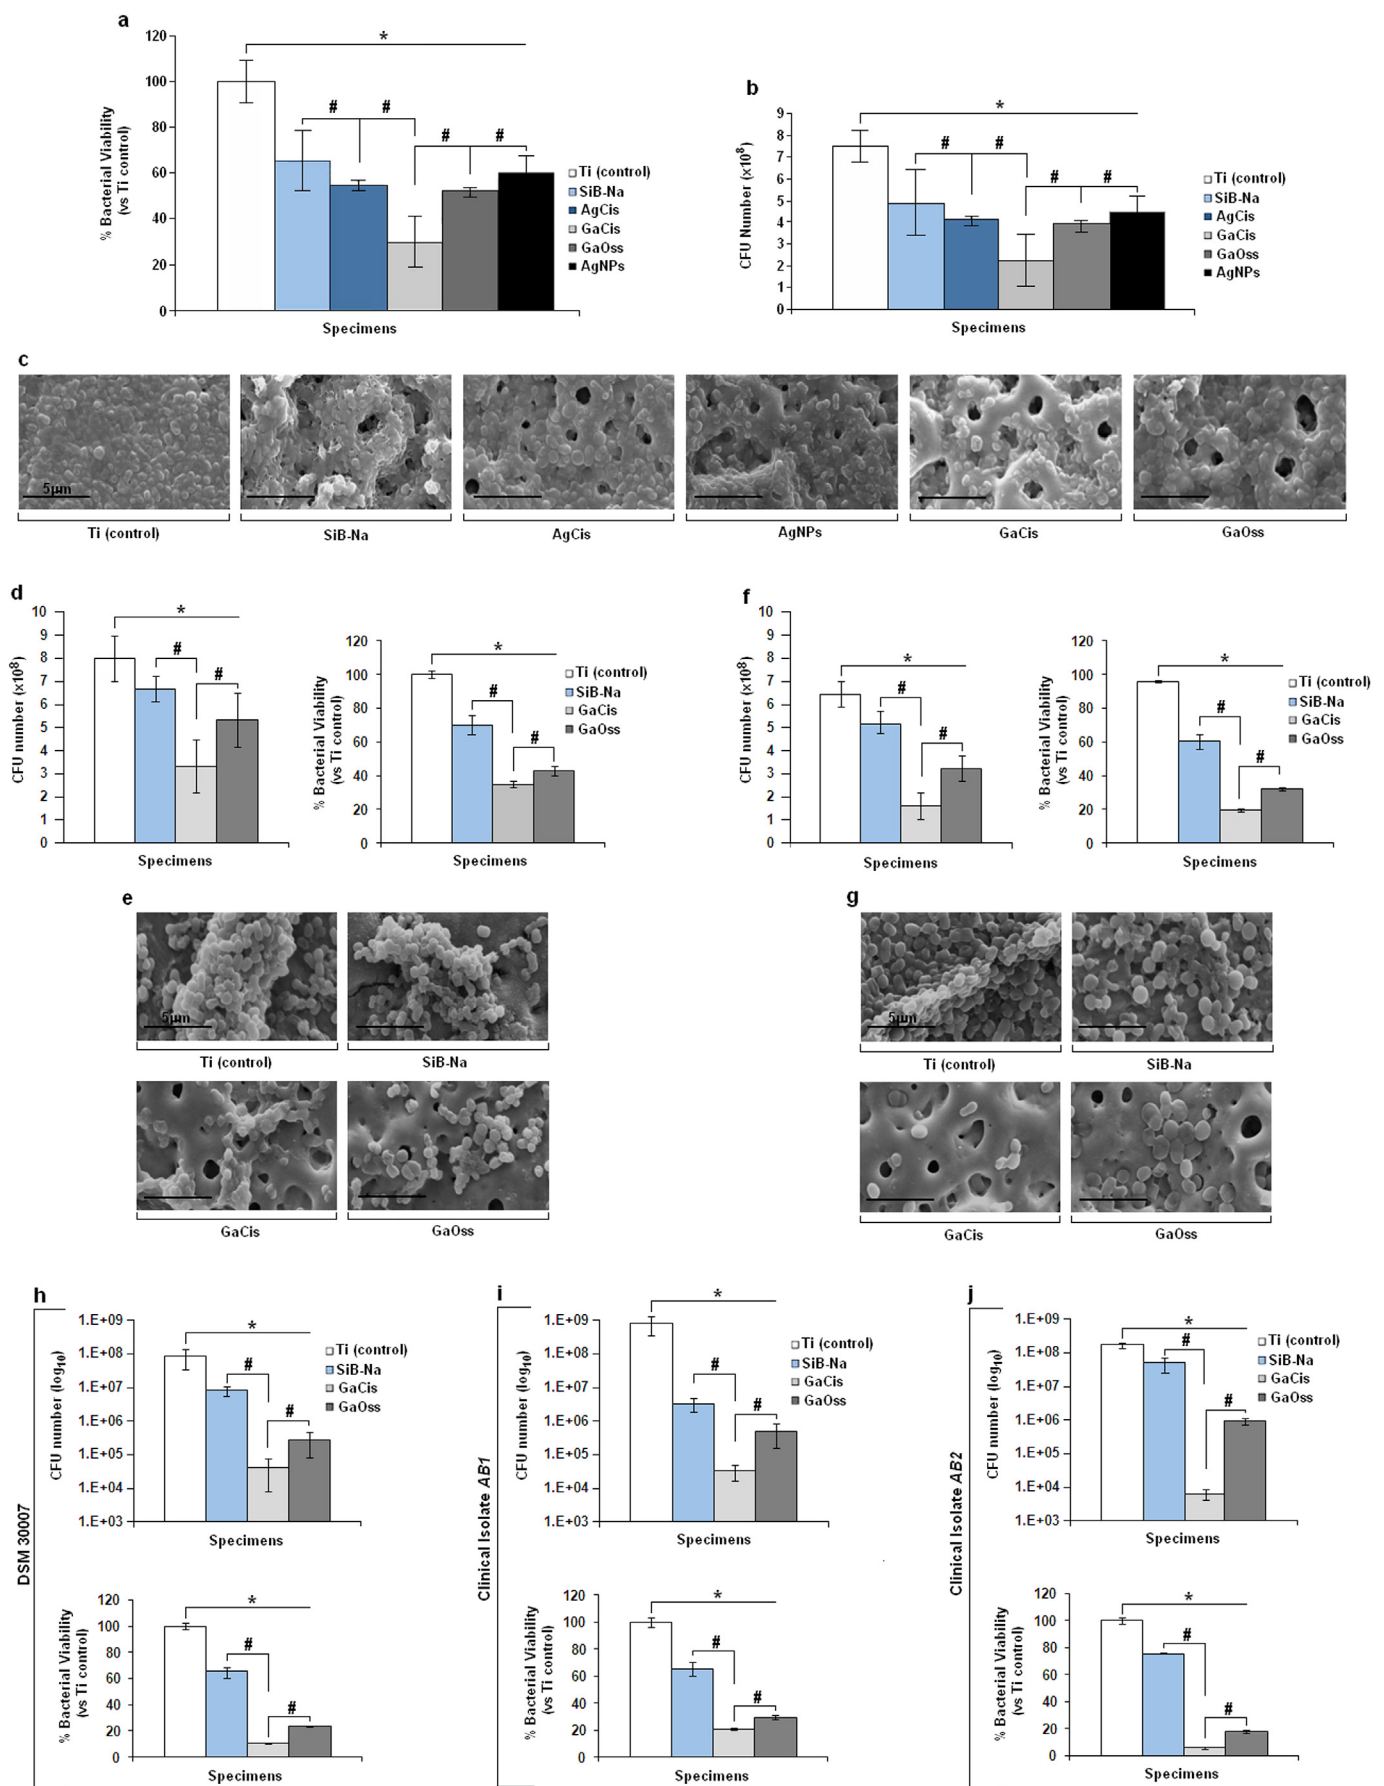 a
120
100
80
60
40
20
0
% Bacterial Viability
(vs Ti control)
*
# #
# #
Specimens
Ti (control)
SiB-Na
AgCis
GaCis
GaOss
AgNPs
b
9
8
7
6
5
4
3
2
1
0
CFU Number (x10⁸)
*
# #
# #
Specimens
Ti (control)
SiB-Na
AgCis
GaCis
GaOss
AgNPs
c
5µm
Ti (control)
SiB-Na
AgCis
AgNPs
GaCis
GaOss
d
10
9
8
7
6
5
4
3
2
1
0
CFU number (x10⁸)
*
#
#
Specimens
120
100
80
60
40
20
0
% Bacterial Viability
(vs Ti control)
*
#
#
Specimens
Ti (control)
SiB-Na
GaCis
GaOss
f
10
9
8
7
6
5
4
3
2
1
0
CFU number (x10⁸)
*
#
#
Specimens
120
100
80
60
40
20
0
% Bacterial Viability
(vs Ti control)
*
#
#
Specimens
Ti (control)
SiB-Na
GaCis
GaOss
e
5µm
Ti (control)
SiB-Na
GaCis
GaOss
g
5µm
Ti (control)
SiB-Na
GaCis
GaOss
h
DSM 30007
1.E+09
1.E+08
1.E+07
1.E+06
1.E+05
1.E+04
1.E+03
CFU number (log₁₀)
*
#
#
Specimens
Ti (control)
SiB-Na
GaCis
GaOss
120
100
80
60
40
20
0
% Bacterial Viability
(vs Ti control)
*
#
#
Specimens
i
Clinical Isolate AB1
1.E+09
1.E+08
1.E+07
1.E+06
1.E+05
1.E+04
1.E+03
CFU number (log₁₀)
*
#
#
Specimens
Ti (control)
SiB-Na
GaCis
GaOss
120
100
80
60
40
20
0
% Bacterial Viability
(vs Ti control)
*
#
#
Specimens
j
Clinical Isolate AB2
1.E+09
1.E+08
1.E+07
1.E+06
1.E+05
1.E+04
1.E+03
CFU number (log₁₀)
*
#
#
Specimens
Ti (control)
SiB-Na
GaCis
GaOss
120
100
80
60
40
20
0
% Bacterial Viability
(vs Ti control)
*
#
#
Specimens